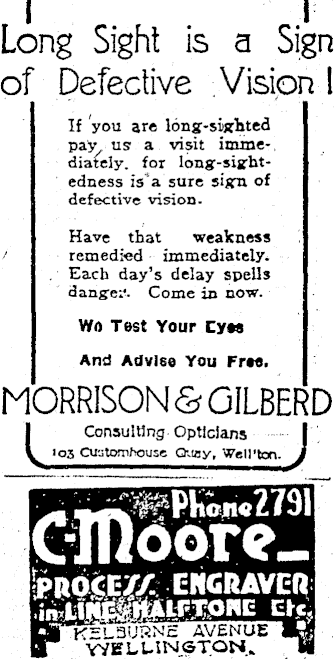 Long Sight is a Sign
of Defective Vision!
If you are long-sighted
pay us a visit imme-
diately, for long-sight-
edness is a sure sign of
defective vision.
Have that weakness
remedied immediately.
Each day's delay spells
danger. Come in now.
We Test Your Eyes
And Advise You Free.
MORRISON & GILBERD
Consulting Opticians
103 Customhouse Quay, Well'ton.
Phone 2791
C-Moore
PROCESS ENGRAVER
in LINE HALFTONE Etc.
KELBURNE AVENUE
WELLINGTON.